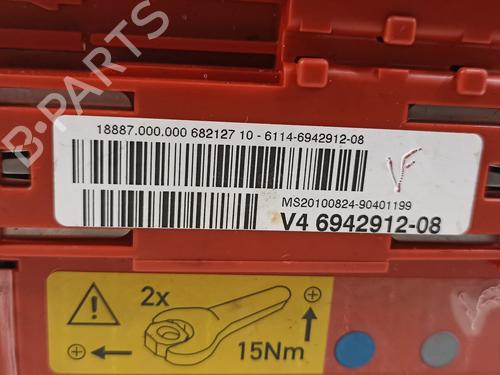 18887.000.000 682127 10 - 6114-6942912-08
VF
MS20100824-90401199
V4 6942912-08
2x
15Nm
B-PARTS